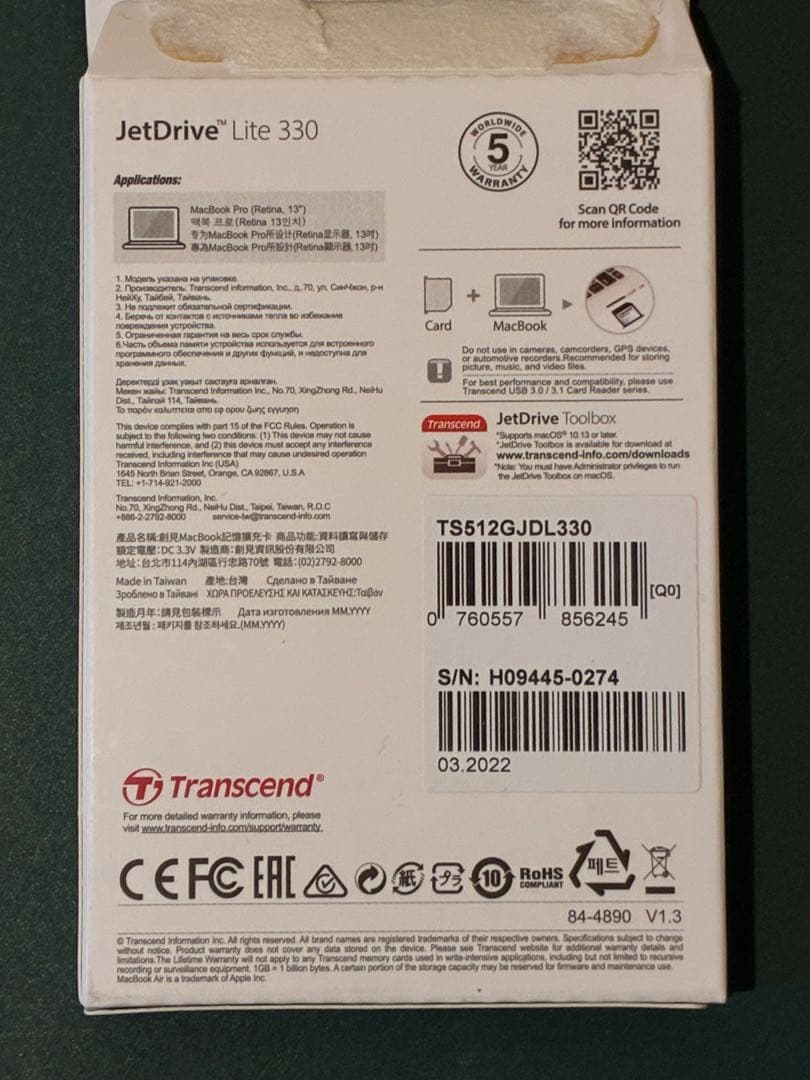 JetDrive™ Lite 330
Applications:
MacBook Pro (Retina, 13")
맥북 프로 (Retina 13인치)
专为MacBook Pro所设计(Retina显示器, 13吋)
專為MacBook Pro所設計(Retina顯示器, 13吋)
1. Модель указана на упаковке.
2. Производитель: Transcend information, Inc., д.70, ул. СинЧжон, р-н
НейХу, Тайбей, Тайвань.
3. Не подлежит обязательной сертификации.
4. Беречь от контактов с источниками тепла во избежание
повреждения устройства.
5. Ограниченная гарантия на весь срок службы.
6.Часть объема памяти устройства используется для встроенного
программного обеспечения и других функций, и недоступна для
хранения данных.
Деректерді ұзақ уақыт сақтауға арналған.
Мекен жайы: Transcend Information Inc., No.70, XingZhong Rd., NeiHu
Dist., Тайпэй 114, Тайвань.
Το παρόν καλυπτεται απο εφ ορου ζωης εγγυηση
This device complies with part 15 of the FCC Rules. Operation is
subject to the following two conditions: (1) This device may not cause
harmful interference, and (2) this device must accept any interference
received, including interference that may cause undesired operation
Transcend Information Inc (USA)
1645 North Brian Street, Orange, CA 92867, U.S.A
TEL: +1-714-921-2000
Transcend Information, Inc.
No.70, XingZhong Rd., NeiHu Dist., Taipei, Taiwan, R.O.C
+886-2-2792-8000 service-tw@transcend-info.com
產品名稱:創見MacBook記憶擴充卡 商品功能:資料讀寫與儲存
額定電壓:DC 3.3V 製造商:創見資訊股份有限公司
地址:台北市114內湖區行忠路70號 電話:(02)2792-8000
Made in Taiwan 產地:台灣 Сделано в Тайване
Зроблено в Тайвані ΧΩΡΑ ΠΡΟΕΛΕΥΣΗΣ ΚΑΙ ΚΑΤΑΣΚΕΥΗΣ:Ταϊβάν
製造月年:請見包裝標示 Дата изготовления MM.YYYY
제조년월 : 패키지를 참조하세요.(MM.YYYY)
Transcend®
For more detailed warranty information, please
visit www.transcend-info.com/support/warranty.
WORLDWIDE
5
YEAR
WARRANTY
Scan QR Code
for more information
Card + MacBook
Do not use in cameras, camcorders, GPS devices,
or automotive recorders.Recommended for storing
picture, music, and video files.
For best performance and compatibility, please use
Transcend USB 3.0 / 3.1 Card Reader series.
Transcend
JetDrive Toolbox
*Supports macOS® 10.13 or later.
*JetDrive Toolbox is available for download at
www.transcend-info.com/downloads
*Note: You must have Administrator privileges to run
the JetDrive Toolbox on macOS.
TS512GJDL330
[Q0]
0 760557 856245
S/N: H09445-0274
03.2022
CE FC EAC 紙 プラ 10 RoHS COMPLIANT 페트
84-4890 V1.3
© Transcend Information Inc. All rights reserved. All brand names are registered trademarks of their respective owners. Specifications subject to change
without notice. Product warranty does not cover any data stored on the device. Please see Transcend website for additional warranty details and
limitations.The Lifetime Warranty will not apply to any Transcend memory cards used in write-intensive applications, including but not limited to recursive
recording or surveillance equipment. 1GB = 1 billion bytes. A certain portion of the storage capacity may be reserved for firmware and maintenance use.
MacBook Air is a trademark of Apple Inc.